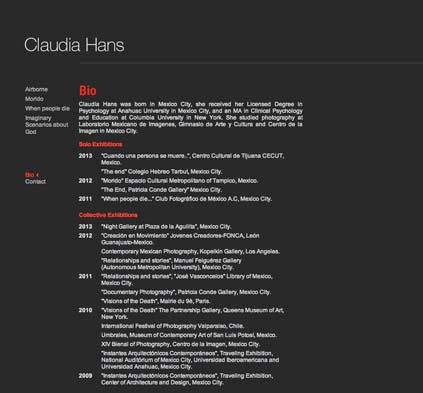 Claudia Hans
Airborne
Morido
When people die
Imaginary
Scenarios about
God
Bio
Contact
Bio
Claudia Hans was born in Mexico City, she received her Licensed Degree in
Psychology at Anahuac University in Mexico City, and an MA in Clinical Psychology
and Education at Columbia University in New York. She studied photography at
Laboratorio Mexicano de Imagenes, Gimnasio de Arte y Cultura and Centro de la
Imagen in Mexico City.
Solo Exhibitions
2013 "Cuando una persona se muere..", Centro Cultural de Tijuana CECUT,
Mexico.
"The end" Colegio Hebreo Tarbut, Mexico City.
2012 "Morido" Espacio Cultural Metropolitano of Tampico, Mexico.
"The End, Patricia Conde Gallery" Mexico City.
2011 "When people die..." Club Fotográfico de México A.C, Mexico City.
Collective Exhibitions
2013 "Night Gallery at Plaza de la Aguilita", Mexico City.
2012 "Creación en Movimiento" Jovenes Creadores-FONCA, León
Guanajusto-Mexico.
Contemporary Mexican Photography, Kopeikin Gallery, Los Angeles.
"Relationships and stories", Manuel Felguérez Gallery
(Autonomous Metropolitan University), Mexico City.
2011 "Relationships and stories", "José Vasconcelos" Library of Mexico,
Mexico City.
"Documentary Photography", Patricia Conde Gallery, Mexico City.
"Visions of the Death", Mairie du 9è, Paris.
2010 "Visions of the Death" The Partnership Gallery, Queens Museum of Art,
New York.
International Festival of Photography Valparaiso, Chile.
Umbrales, Museum of Contemporary Art of San Luis Potosi, Mexico.
XIV Bienal of Photography, Centro de la Imagen, Mexico City.
"Instantes Arquitectónicos Contemporáneos", Traveling Exhibition,
National Auditórium of Mexico City, Universidad Iberoamericana and
Universidad Anahuac, Mexico City.
2009 "Instantes Arquitectónicos Contemporáneos", Traveling Exhibition,
Center of Architecture and Design, Mexico City.